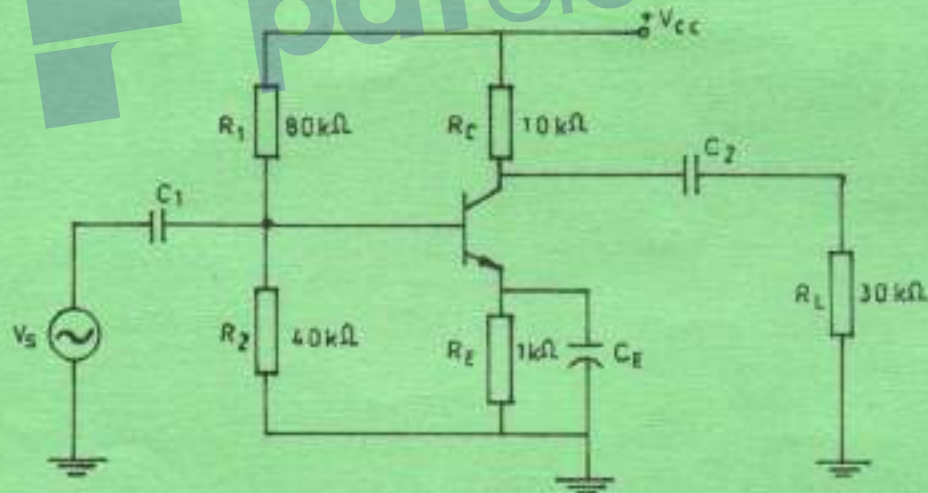 + VCC
R1 80kΩ
RC 10kΩ
C2
C1
RL 30kΩ
VS
R2 40kΩ
RE 1kΩ CE